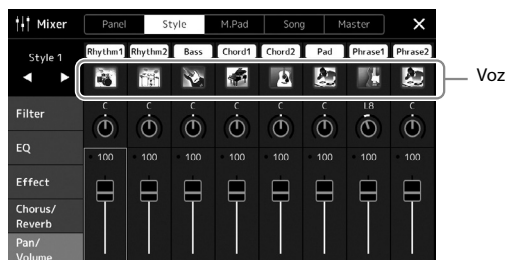 Mixer
Panel Style M.Pad Song Master ✕
Style 1
Rhythm1 Rhythm2 Bass Chord1 Chord2 Pad Phrase1 Phrase2
Voz
Filter
C C C C C C L8 C
EQ
100 100 100 100 100 100 100 100
Effect
Chorus/
Reverb
Pan/
Volume